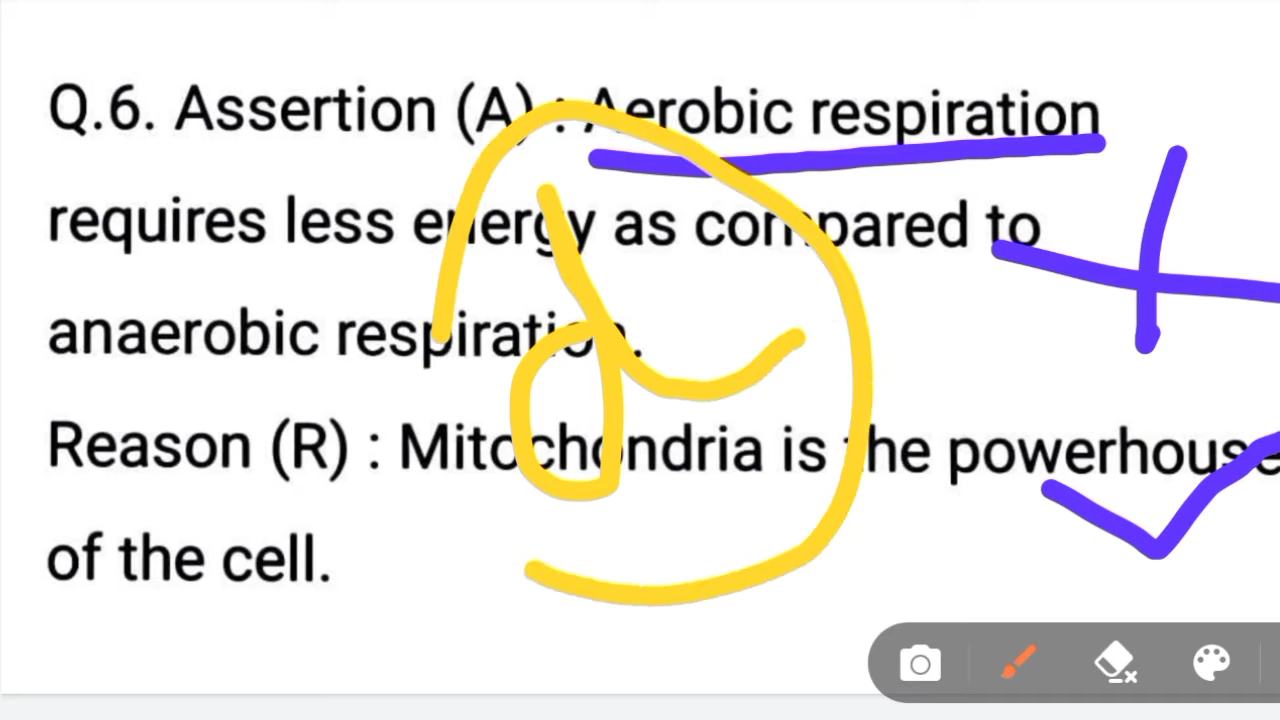 Q.6. Assertion (A) : Aerobic respiration
requires less energy as compared to
anaerobic respiration.
Reason (R) : Mitochondria is the powerhouse
of the cell.